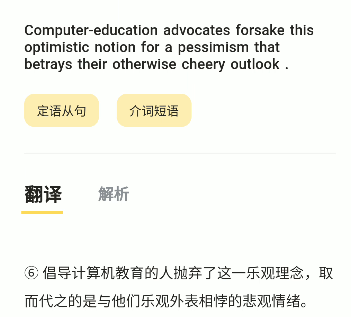 Computer-education advocates forsake this
optimistic notion for a pessimism that
betrays their otherwise cheery outlook .
定语从句 介词短语
翻译 解析
⑥ 倡导计算机教育的人抛弃了这一乐观理念，取
而代之的是与他们乐观外表相悖的悲观情绪。